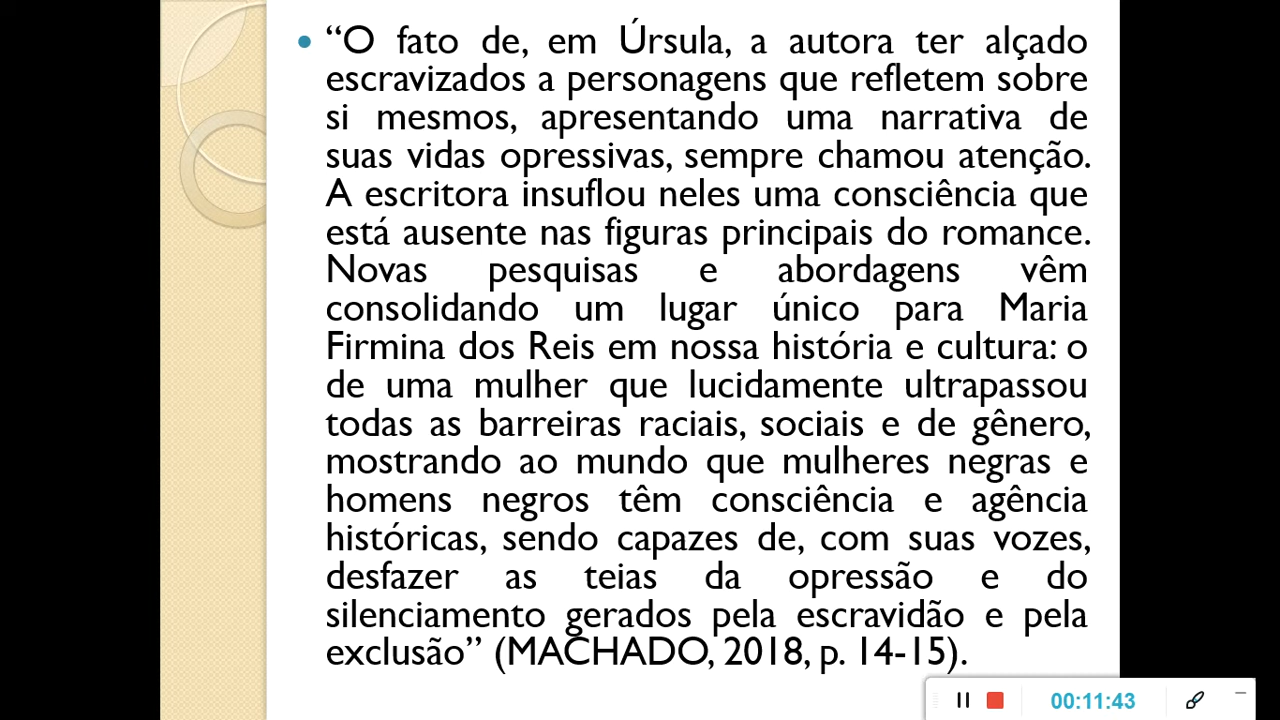 “O fato de, em Úrsula, a autora ter alçado
escravizados a personagens que refletem sobre
si mesmos, apresentando uma narrativa de
suas vidas opressivas, sempre chamou atenção.
A escritora insuflou neles uma consciência que
está ausente nas figuras principais do romance.
Novas pesquisas e abordagens vêm
consolidando um lugar único para Maria
Firmina dos Reis em nossa história e cultura: o
de uma mulher que lucidamente ultrapassou
todas as barreiras raciais, sociais e de gênero,
mostrando ao mundo que mulheres negras e
homens negros têm consciência e agência
históricas, sendo capazes de, com suas vozes,
desfazer as teias da opressão e do
silenciamento gerados pela escravidão e pela
exclusão” (MACHADO, 2018, p. 14-15).
00:11:43